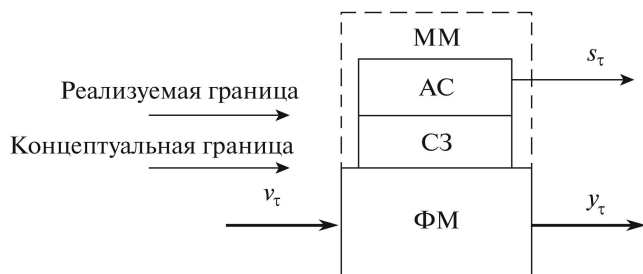 ММ
s_τ
АС
Реализуемая граница
СЗ
Концептуальная граница
v_τ
ФМ
y_τ